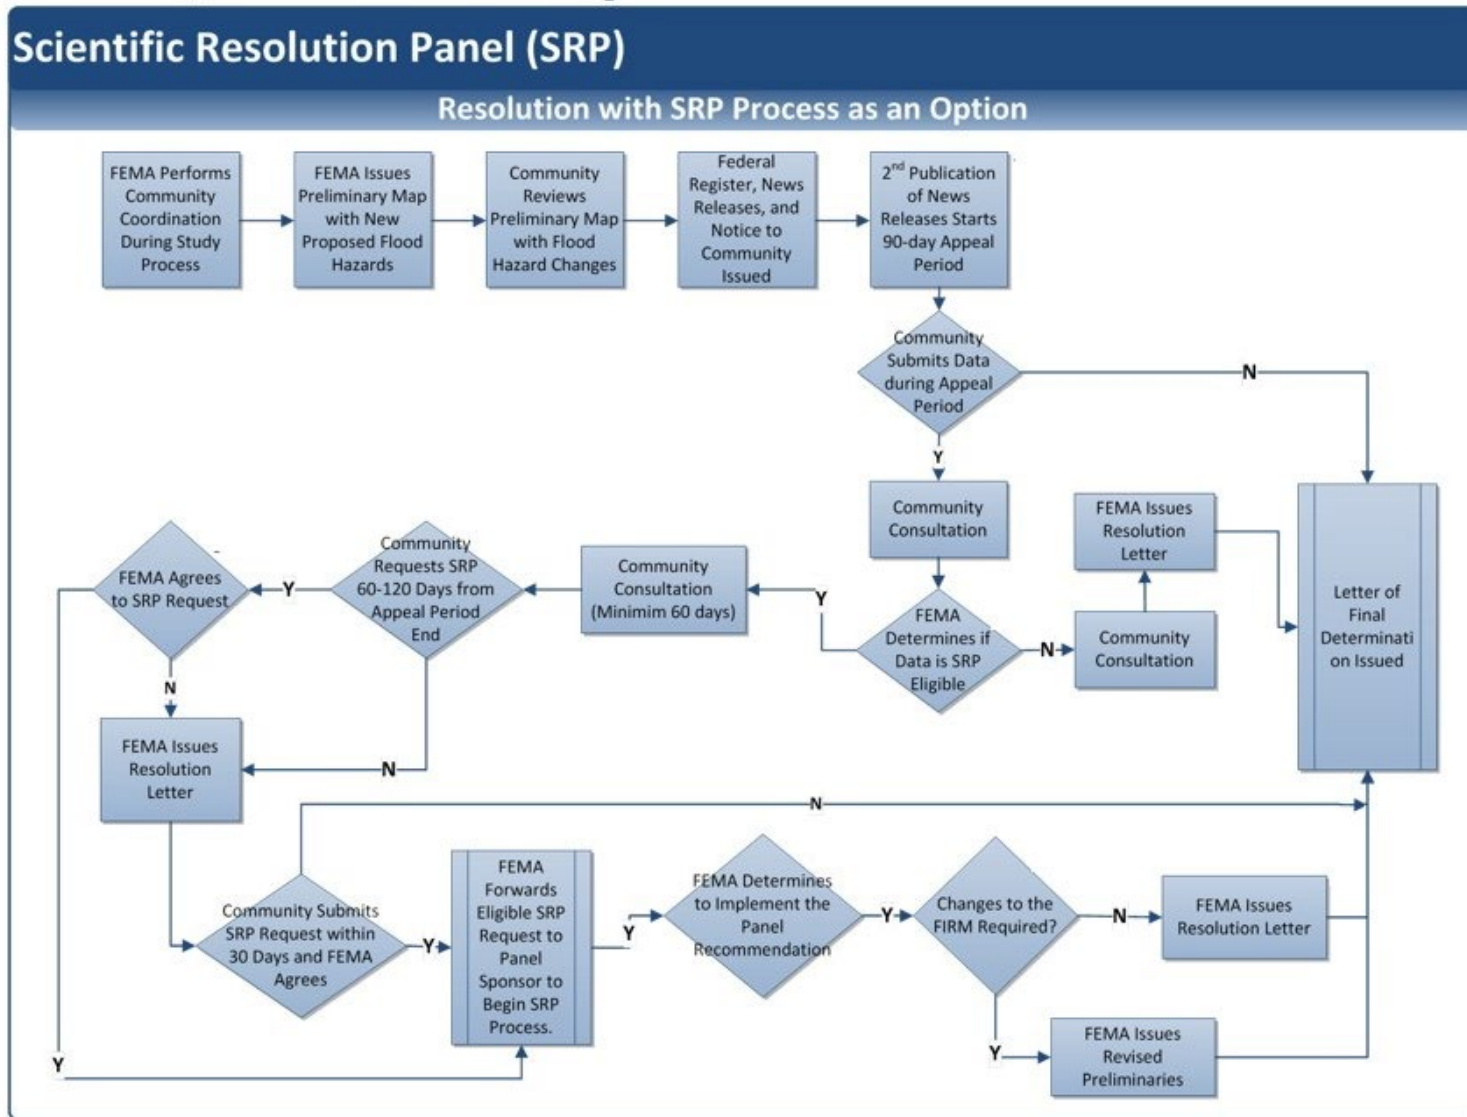 Scientific Resolution Panel (SRP)
Resolution with SRP Process as an Option
FEMA Performs
Community
Coordination
During Study
Process
FEMA Issues
Preliminary Map
with New
Proposed Flood
Hazards
Community
Reviews
Preliminary Map
with Flood
Hazard Changes
Federal
Register, News
Releases, and
Notice to
Community
Issued
2nd Publication
of News
Releases Starts
90-day Appeal
Period
Community
Submits Data
during Appeal
Period
N
Y
Community
Consultation
FEMA Issues
Resolution
Letter
Letter of
Final
Determinati
on Issued
FEMA Agrees
to SRP Request
Y
Community
Requests SRP
60-120 Days from
Appeal Period
End
Community
Consultation
(Minimim 60 days)
Y
FEMA
Determines if
Data is SRP
Eligible
N
Community
Consultation
N
FEMA Issues
Resolution
Letter
N
N
Community Submits
SRP Request within
30 Days and FEMA
Agrees
Y
FEMA
Forwards
Eligible SRP
Request to
Panel
Sponsor to
Begin SRP
Process.
Y
FEMA Determines
to Implement the
Panel
Recommendation
Y
Changes to the
FIRM Required?
N
FEMA Issues
Resolution Letter
Y
FEMA Issues
Revised
Preliminaries
Y